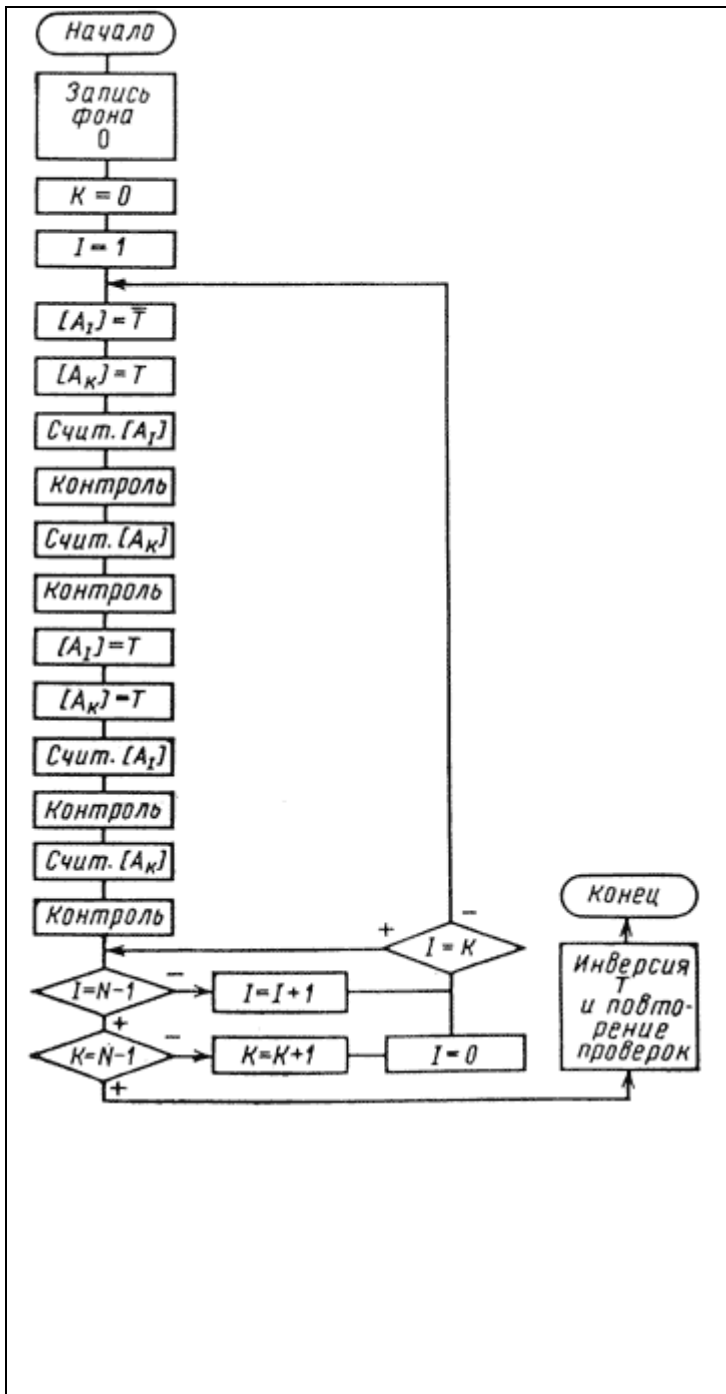 Начало
Запись
фона
0
K = 0
I = 1
[A_I] = T̅
[A_K] = T
Счит. [A_I]
Контроль
Счит. [A_K]
Контроль
[A_I] = T
[A_K] = T
Счит. [A_I]
Контроль
Счит. [A_K]
Контроль
+
−
I = K
I = N−1
−
I = I + 1
+
K = N−1
−
K = K + 1
I = 0
+
Конец
Инверсия
T
и повто-
рение
проверок